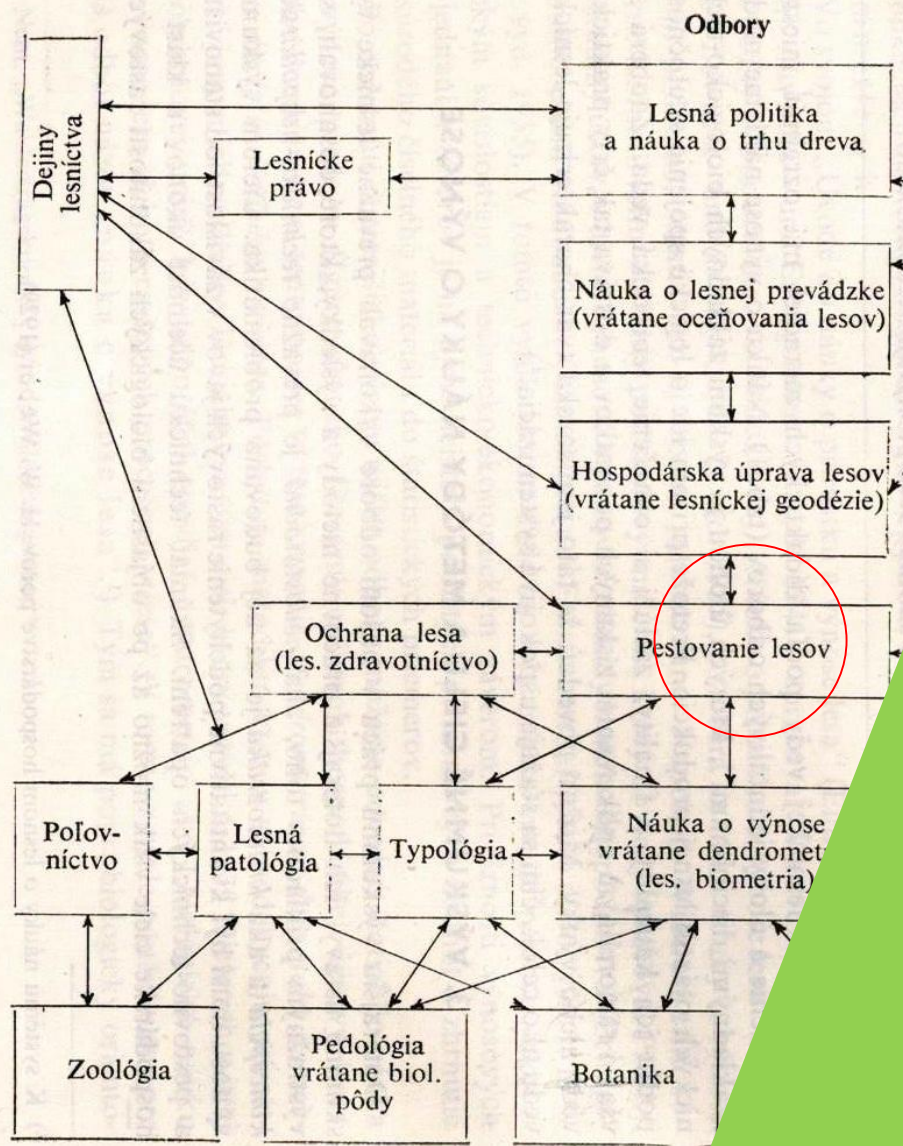 Odbory
Dejiny
lesníctva
Lesnícke
právo
Lesná politika
a náuka o trhu dreva
Náuka o lesnej prevádzke
(vrátane oceňovania lesov)
Hospodárska úprava lesov
(vrátane lesníckej geodézie)
Ochrana lesa
(les. zdravotníctvo)
Pestovanie lesov
Poľov-
níctvo
Lesná
patológia
Typológia
Náuka o výnose
vrátane dendrometr
(les. biometria)
Zoológia
Pedológia
vrátane biol.
pôdy
Botanika